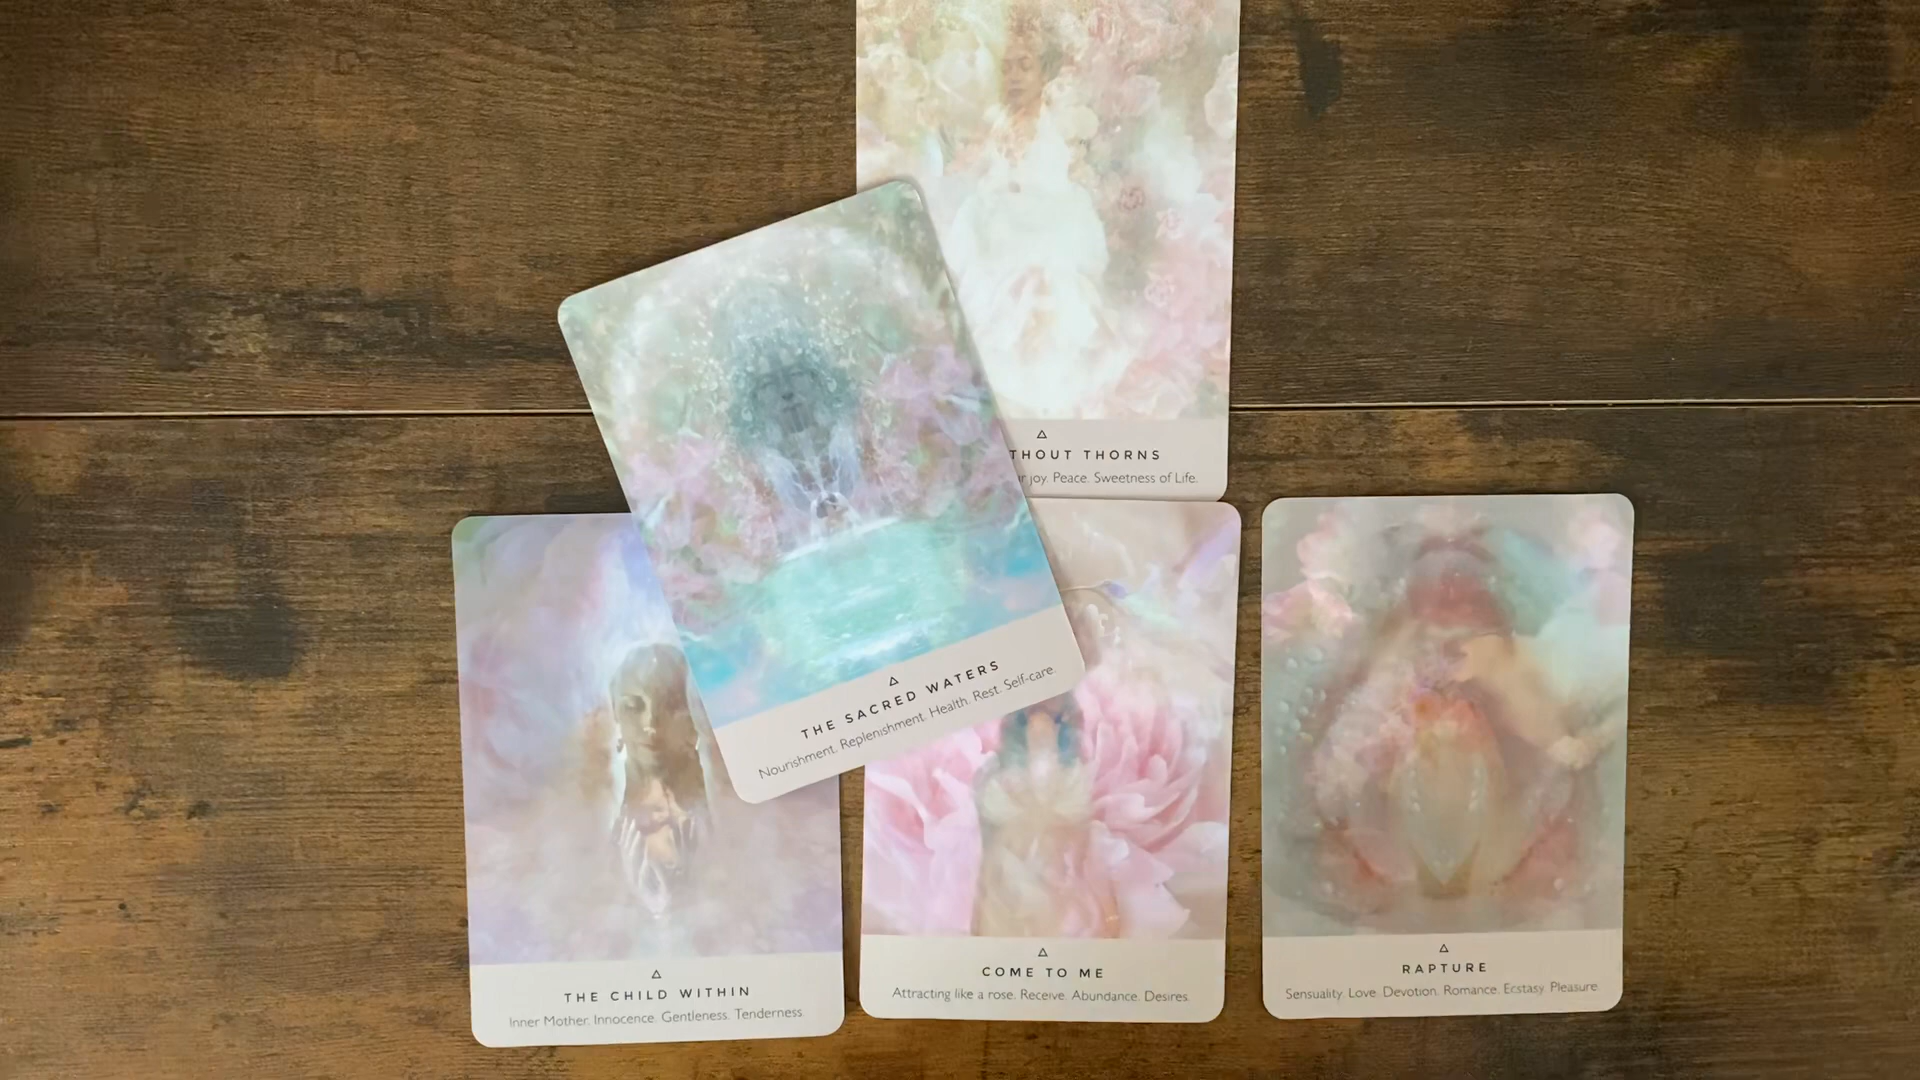 THOUT THORNS
r joy. Peace. Sweetness of Life.
THE SACRED WATERS
Nourishment. Replenishment. Health. Rest. Self-care.
THE CHILD WITHIN
Inner Mother. Innocence. Gentleness. Tenderness
COME TO ME
Attracting like a rose. Receive. Abundance. Desires.
RAPTURE
Sensuality. Love. Devotion. Romance. Ecstasy. Pleasure